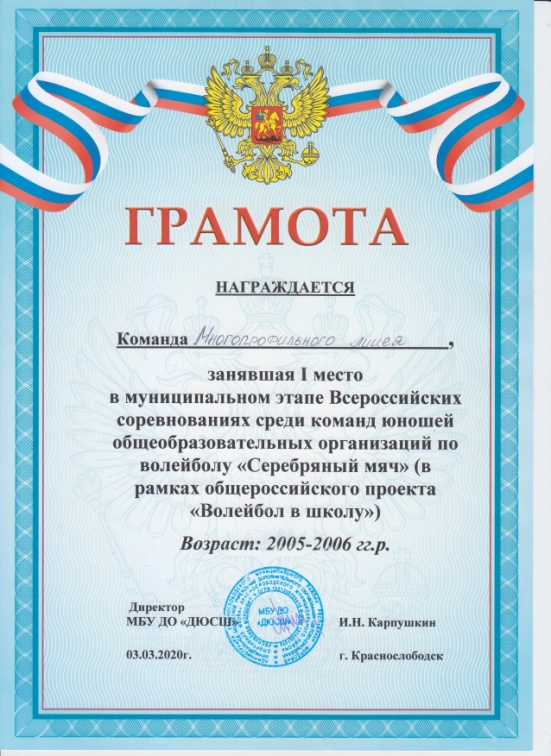 ГРАМОТА
НАГРАЖДАЕТСЯ
Команда Многопрофильного лицея,
занявшая I место
в муниципальном этапе Всероссийских
соревнованиях среди команд юношей
общеобразовательных организаций по
волейболу «Серебряный мяч» (в
рамках общероссийского проекта
«Волейбол в школу»)
Возраст: 2005-2006 гг.р.
Директор
МБУ ДО «ДЮСШ» И.Н. Карпушкин
МБУ ДО
«ДЮСШ»
03.03.2020г. г. Краснослободск